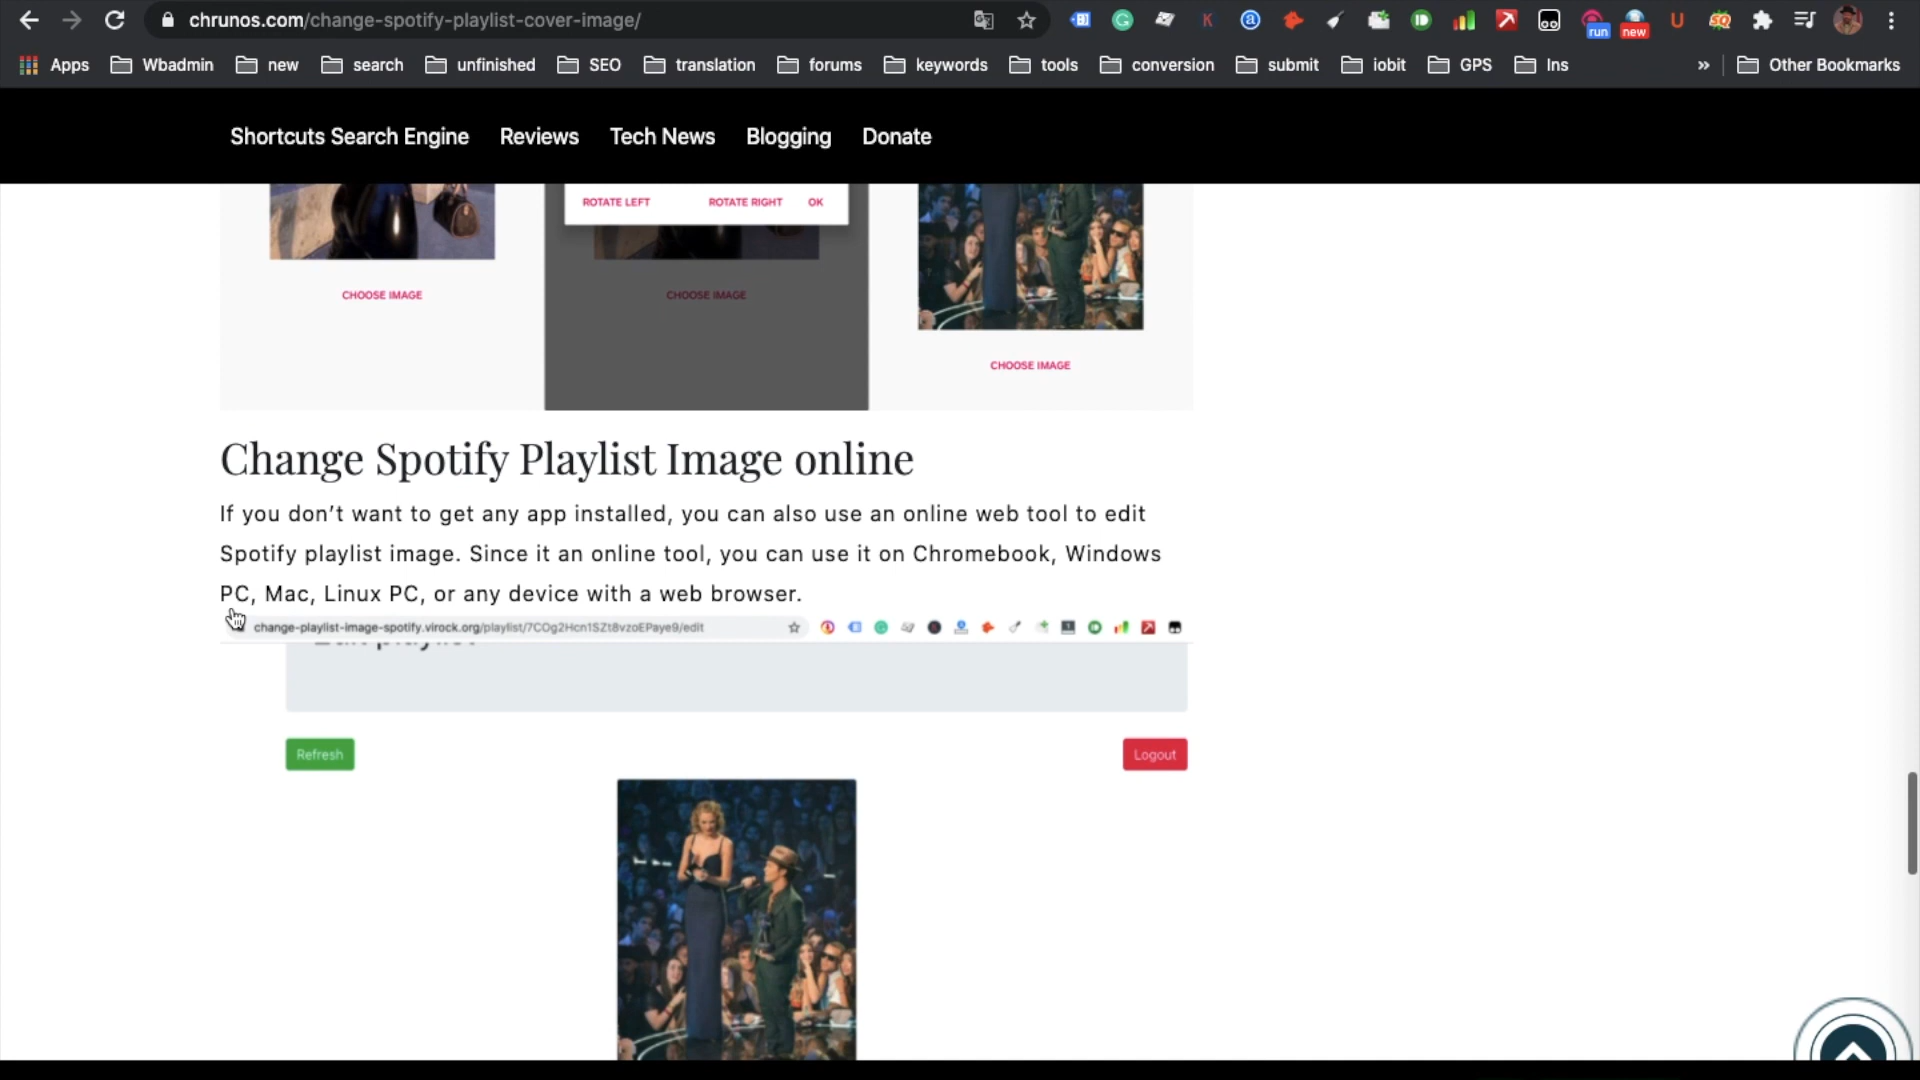 chrunos.com/change-spotify-playlist-cover-image/
run
new
Apps
Wbadmin
new
search
unfinished
SEO
translation
forums
keywords
tools
conversion
submit
iobit
GPS
Ins
»
Other Bookmarks
Shortcuts Search Engine
Reviews
Tech News
Blogging
Donate
ROTATE LEFT
ROTATE RIGHT
OK
CHOOSE IMAGE
CHOOSE IMAGE
CHOOSE IMAGE
Change Spotify Playlist Image online
If you don’t want to get any app installed, you can also use an online web tool to edit
Spotify playlist image. Since it an online tool, you can use it on Chromebook, Windows
PC, Mac, Linux PC, or any device with a web browser.
change-playlist-image-spotify.virock.org/playlist/7COg2Hcn1SZt8vzoEPaye9/edit
Refresh
Logout